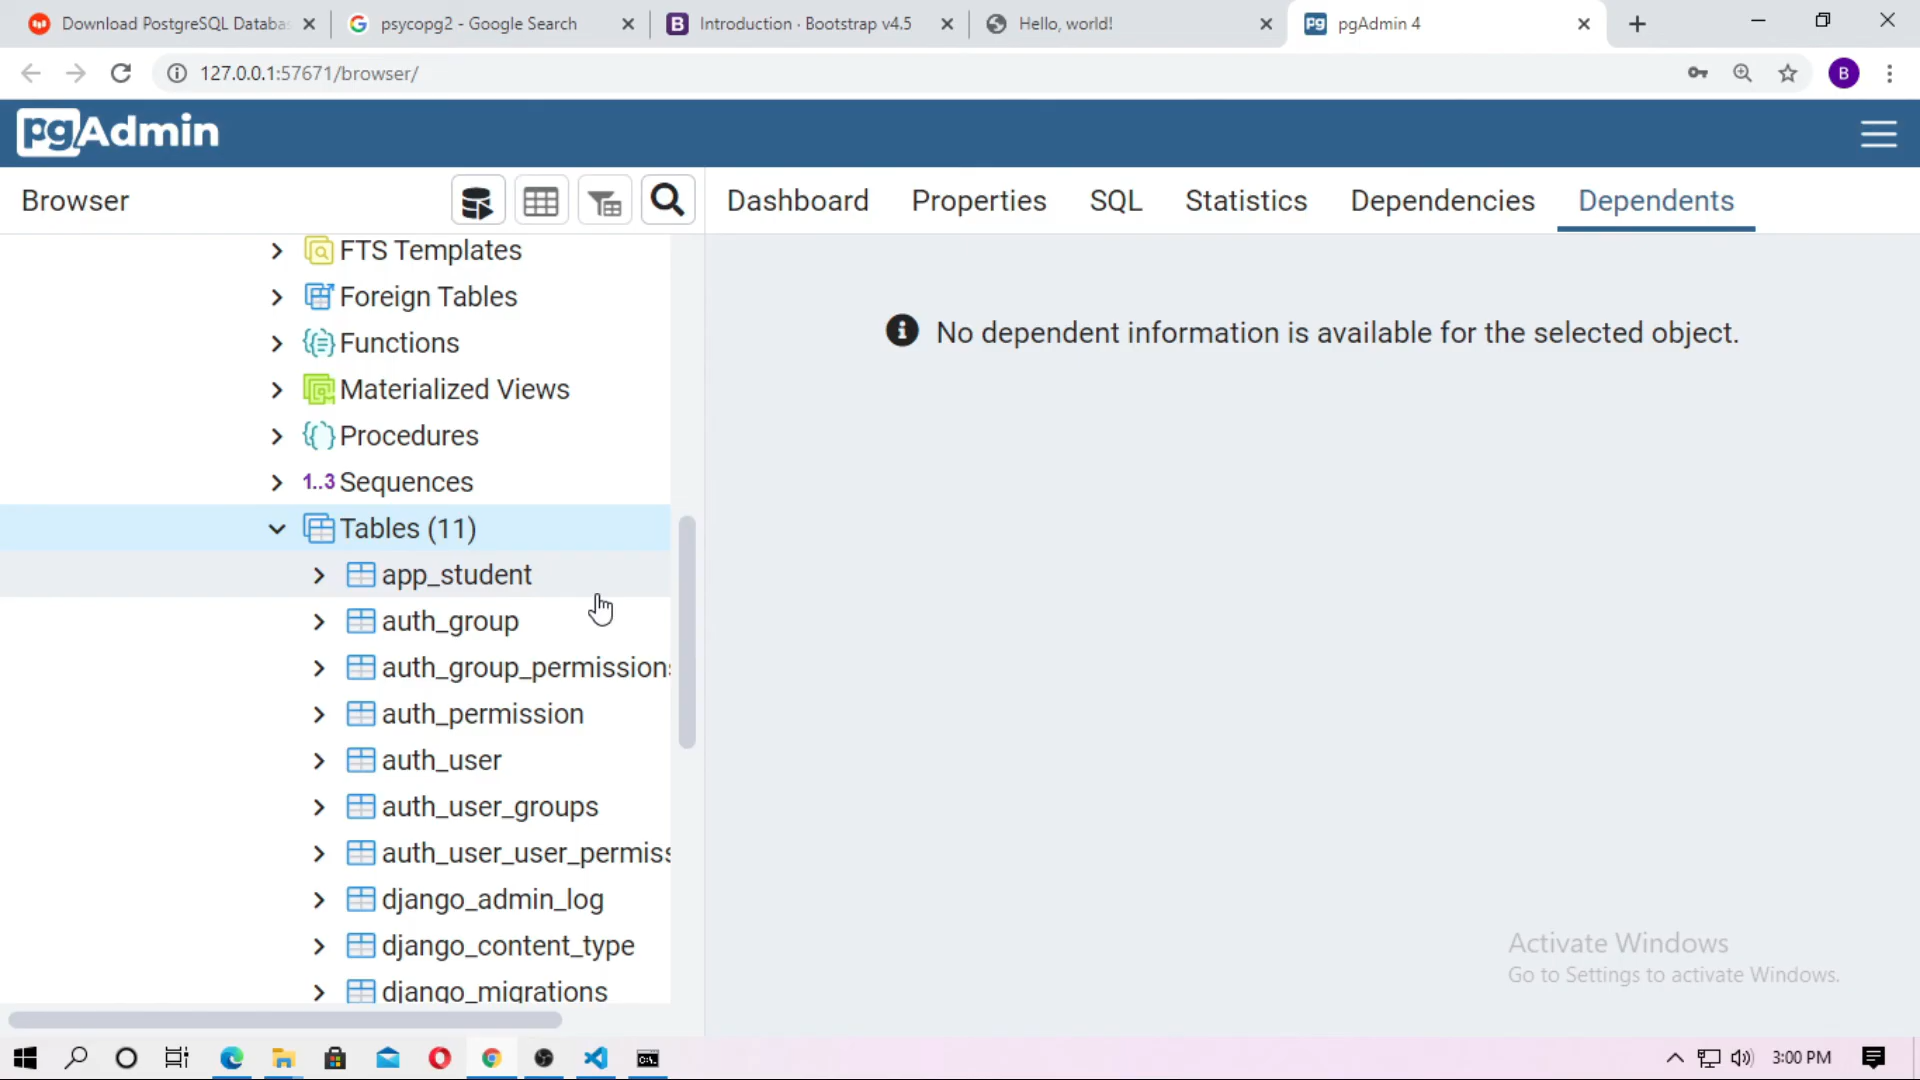 Download PostgreSQL Databa
psycopg2 - Google Search
B
Introduction · Bootstrap v4.5
Hello, world!
pg
pgAdmin 4
127.0.0.1:57671/browser/
B
pgAdmin
Browser
Dashboard
Properties
SQL
Statistics
Dependencies
Dependents
FTS Templates
Foreign Tables
Functions
Materialized Views
Procedures
1..3 Sequences
Tables (11)
app_student
auth_group
auth_group_permission
auth_permission
auth_user
auth_user_groups
auth_user_user_permis
django_admin_log
django_content_type
django_migrations
No dependent information is available for the selected object.
Activate Windows
Go to Settings to activate Windows.
3:00 PM